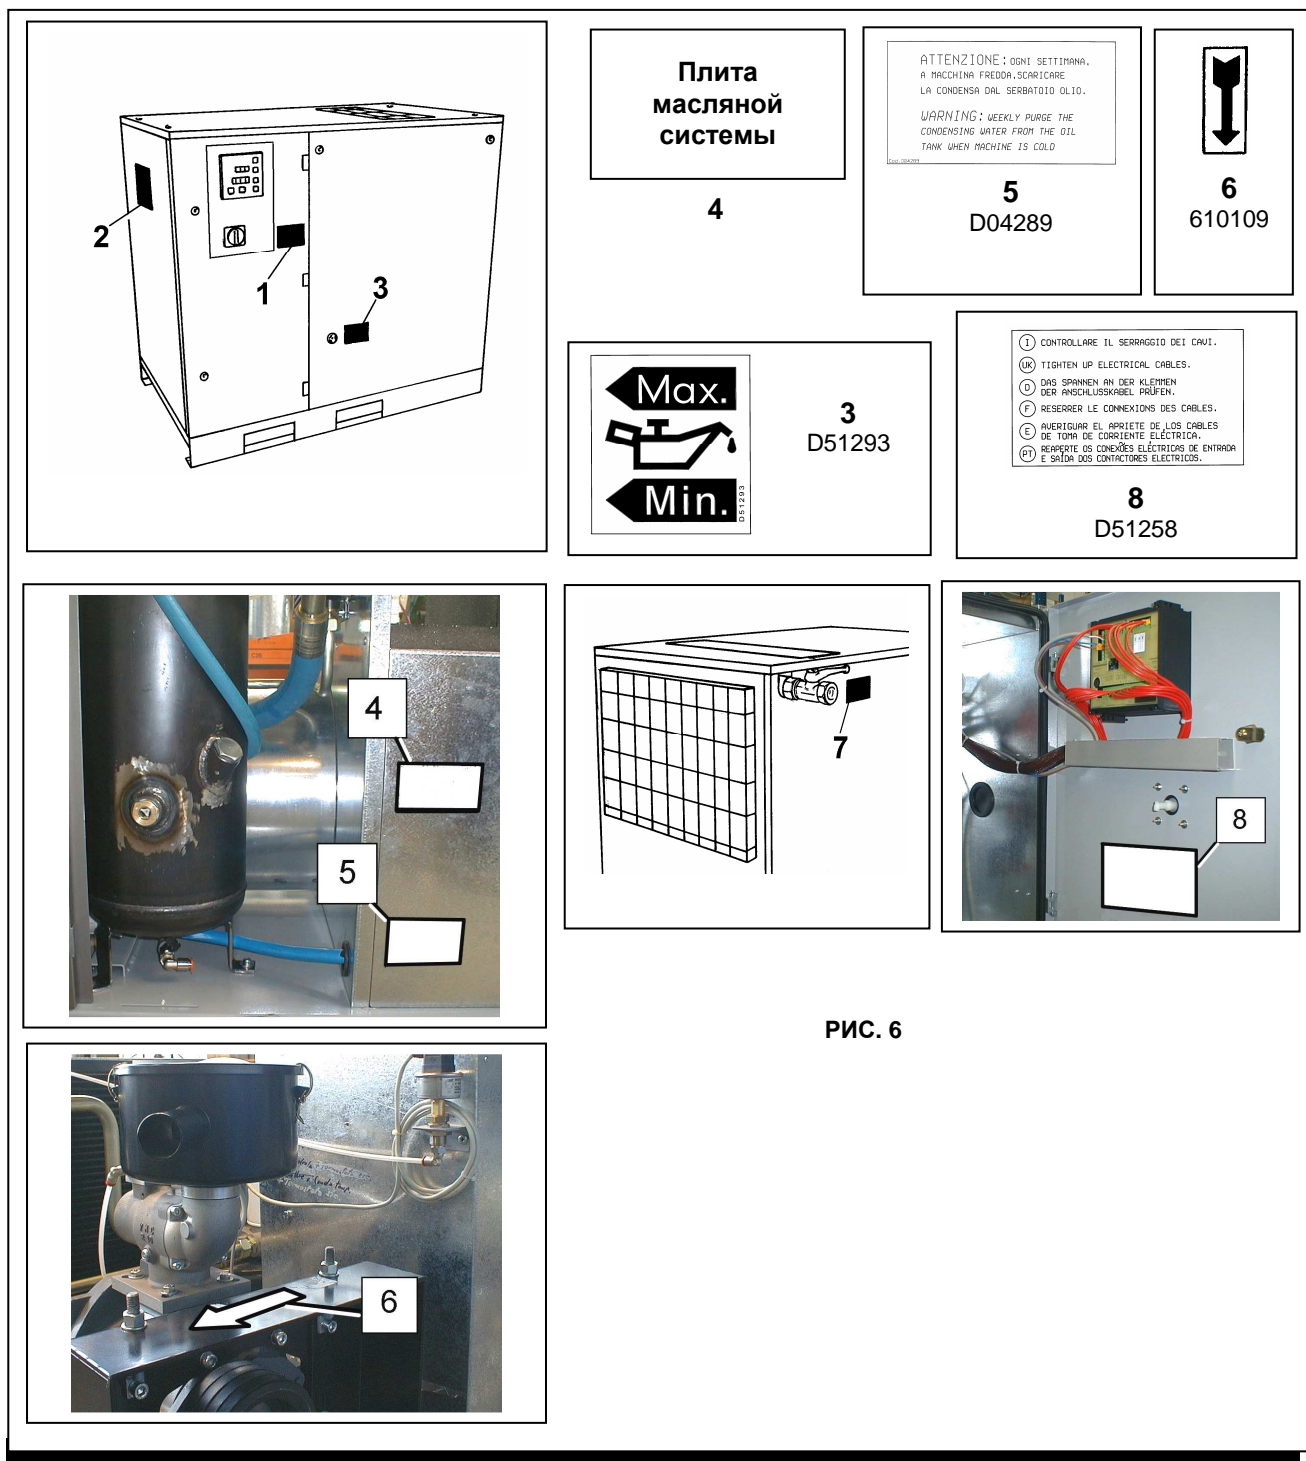 2
1
3
Плита
масляной
системы
4
ATTENZIONE: OGNI SETTIMANA,
A MACCHINA FREDDA.SCARICARE
LA CONDENSA DAL SERBATOIO OLIO.
WARNING: WEEKLY PURGE THE
CONDENSING WATER FROM THE OIL
TANK WHEN MACHINE IS COLD
Cod.D04289
5
D04289
6
610109
Max.
Min.
D51293
3
D51293
I CONTROLLARE IL SERRAGGIO DEI CAVI.
UK TIGHTEN UP ELECTRICAL CABLES.
D DAS SPANNEN AN DER KLEMMEN
DER ANSCHLUSSKABEL PRÜFEN.
F RESERRER LE CONNEXIONS DES CABLES.
E AVERIGUAR EL APRIETE DE LOS CABLES
DE TOMA DE CORRIENTE ELÉCTRICA.
PT REAPERTE OS CONEXÕES ELÉCTRICAS DE ENTRADA
E SAÍDA DOS CONTACTORES ELECTRICOS.
8
D51258
4
5
7
8
РИС. 6
6